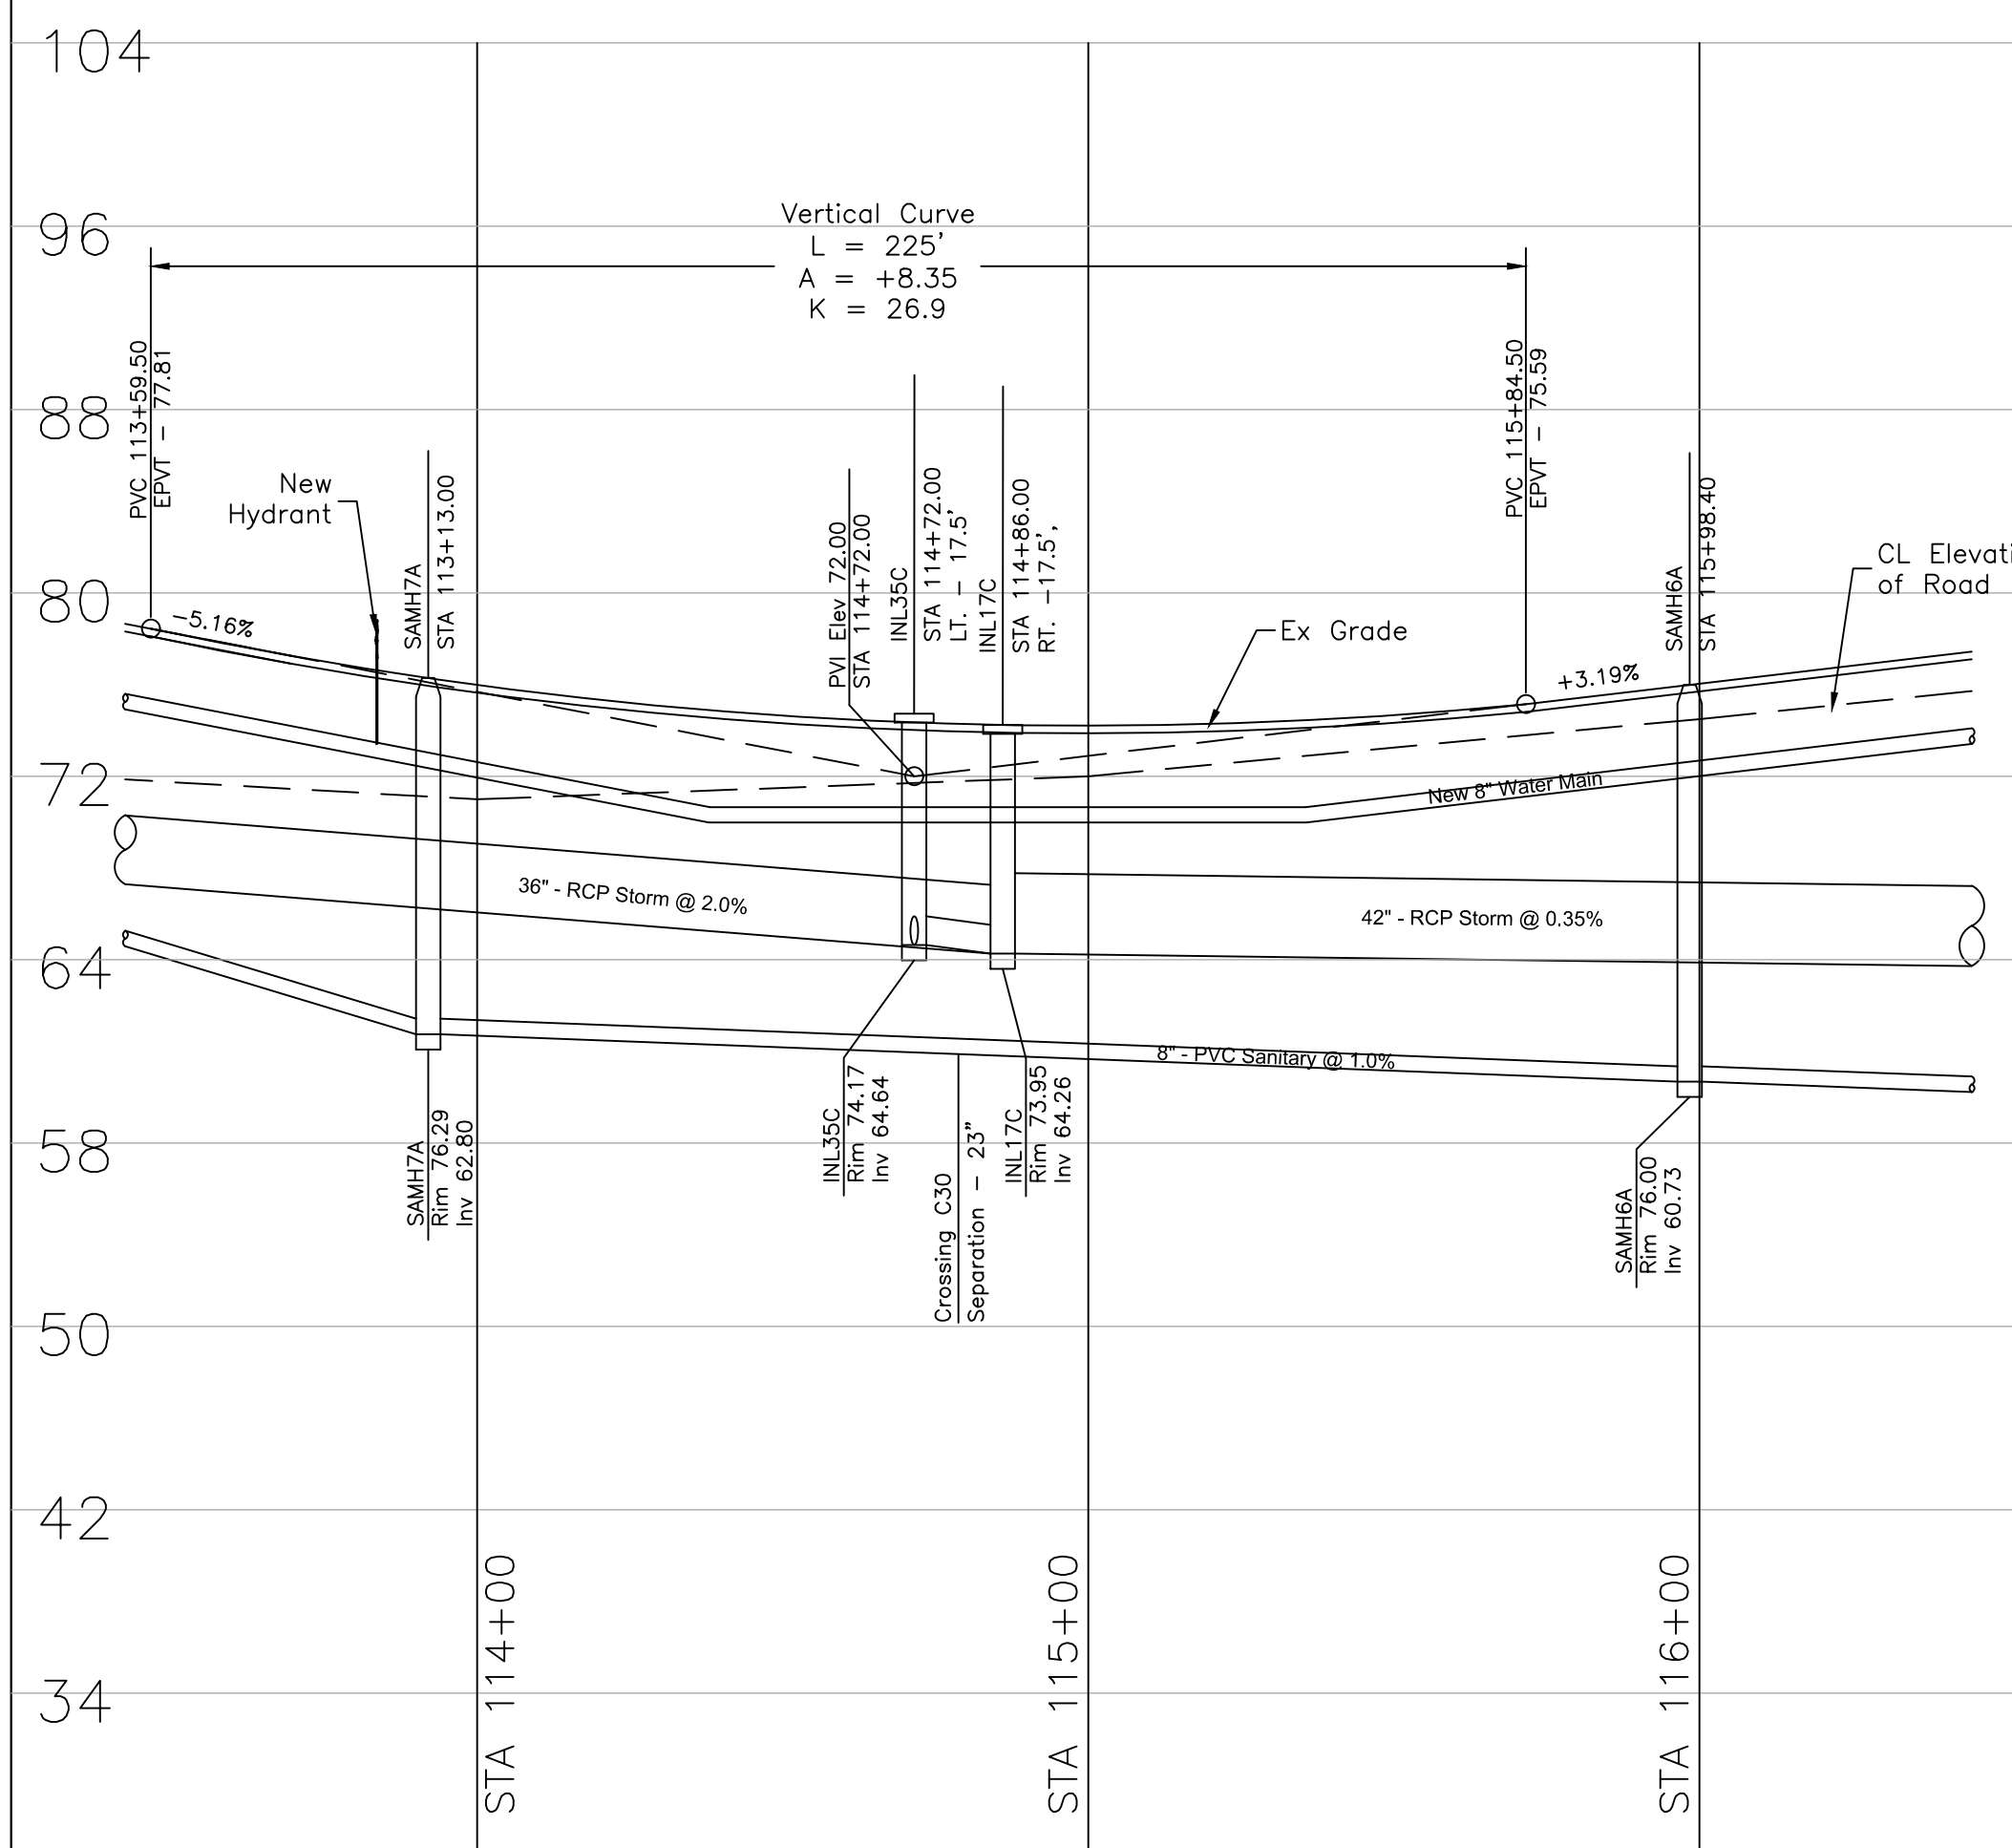 104
96
88
80
72
64
58
50
42
34
Vertical Curve
L = 225'
A = +8.35
K = 26.9
PVC 113+59.50
EPVT - 77.81
-5.16%
New
Hydrant
SAMH7A
STA 113+13.00
PVI Elev 72.00
STA 114+72.00
INL35C
STA 114+72.00
LT. - 17.5'
INL17C
STA 114+86.00
RT. -17.5',
Ex Grade
PVC 115+84.50
EPVT - 75.59
+3.19%
SAMH6A
STA 115+98.40
CL Elevati
of Road
New 8" Water Main
36" - RCP Storm @ 2.0%
42" - RCP Storm @ 0.35%
8" - PVC Sanitary @ 1.0%
SAMH7A
Rim 76.29
Inv 62.80
INL35C
Rim 74.17
Inv 64.64
Crossing C30
Separation - 23"
INL17C
Rim 73.95
Inv 64.26
SAMH6A
Rim 76.00
Inv 60.73
STA 114+00
STA 115+00
STA 116+00